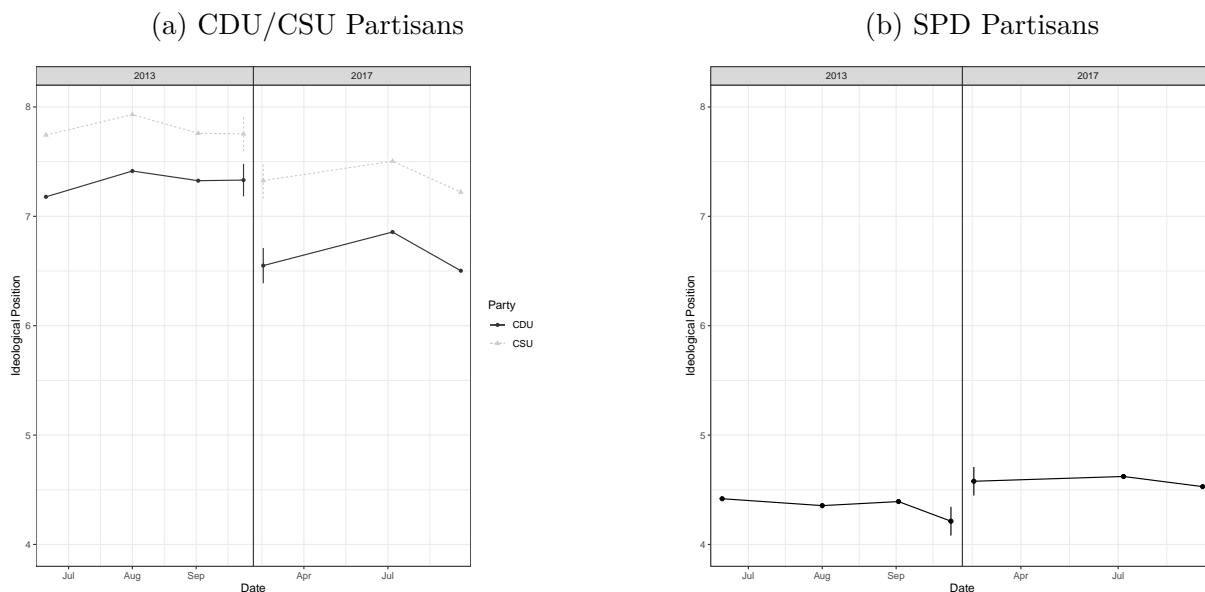 (a) CDU/CSU Partisans
2013 2017
8
7
6
5
4
Ideological Position
Jul Aug Sep Apr Jul
Date
Party
CDU
CSU
(b) SPD Partisans
2013 2017
8
7
6
5
4
Ideological Position
Jul Aug Sep Apr Jul
Date